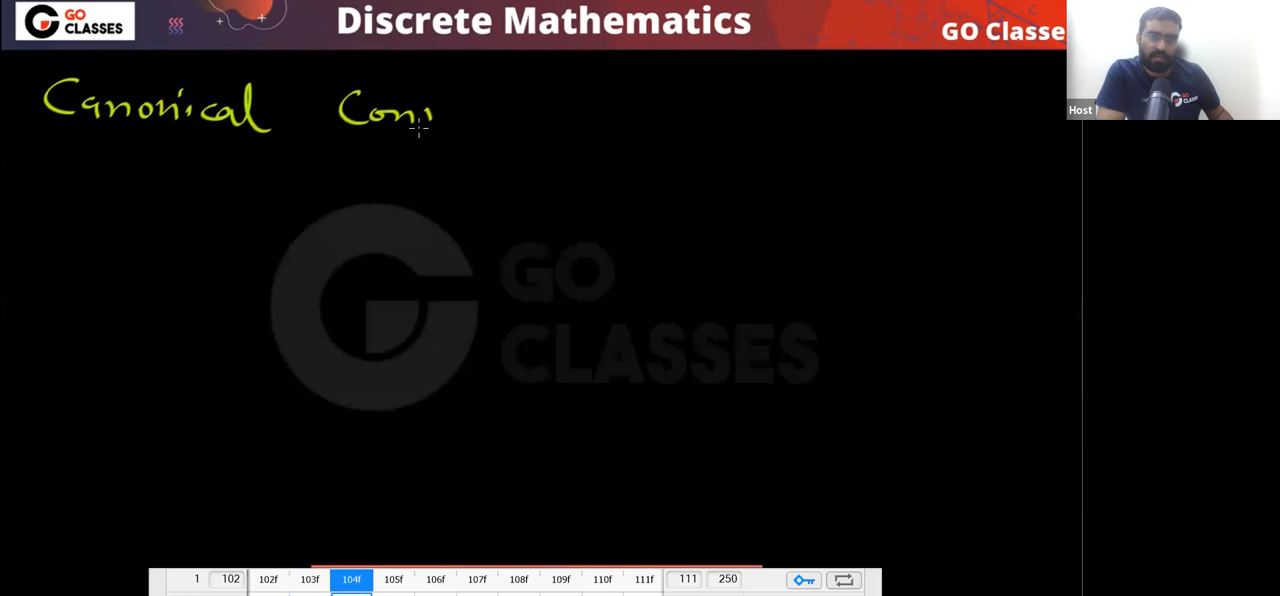 GO
CLASSES
Discrete Mathematics
GO Classe
Host
Canonical Con
GO
CLASSES
1 102 102f 103f 104f 105f 106f 107f 108f 109f 110f 111f 111 250